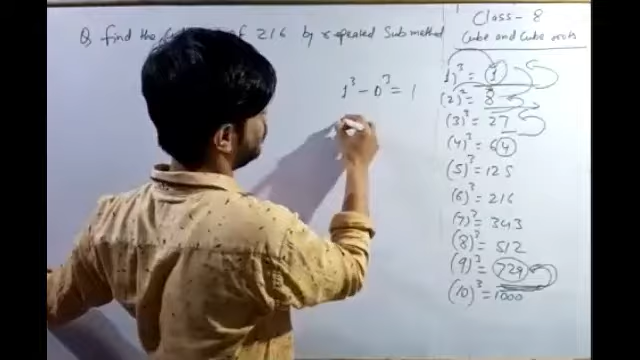 Class - 8
Cube and Cube roots
Q. find the of 216 by repeated Sub method
1³ - 0³ = 1
(1)³ = 1
(2)³ = 8
(3)³ = 27
(4)³ = 64
(5)³ = 125
(6)³ = 216
(7)³ = 343
(8)³ = 512
(9)³ = 729
(10)³ = 1000